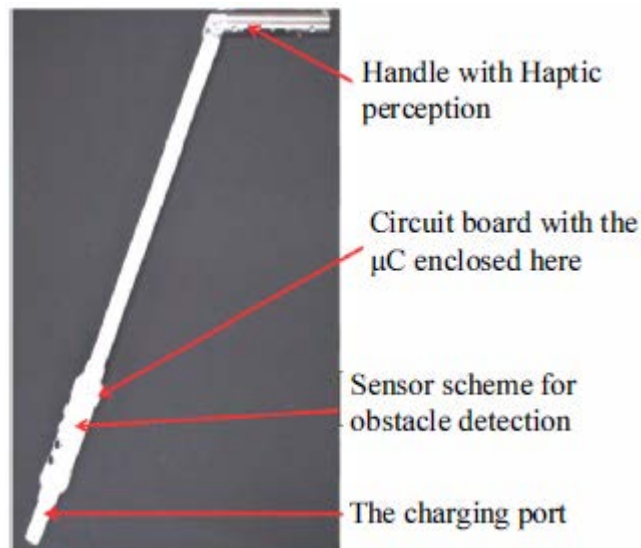 Handle with Haptic
perception
Circuit board with the
μC enclosed here
Sensor scheme for
obstacle detection
The charging port